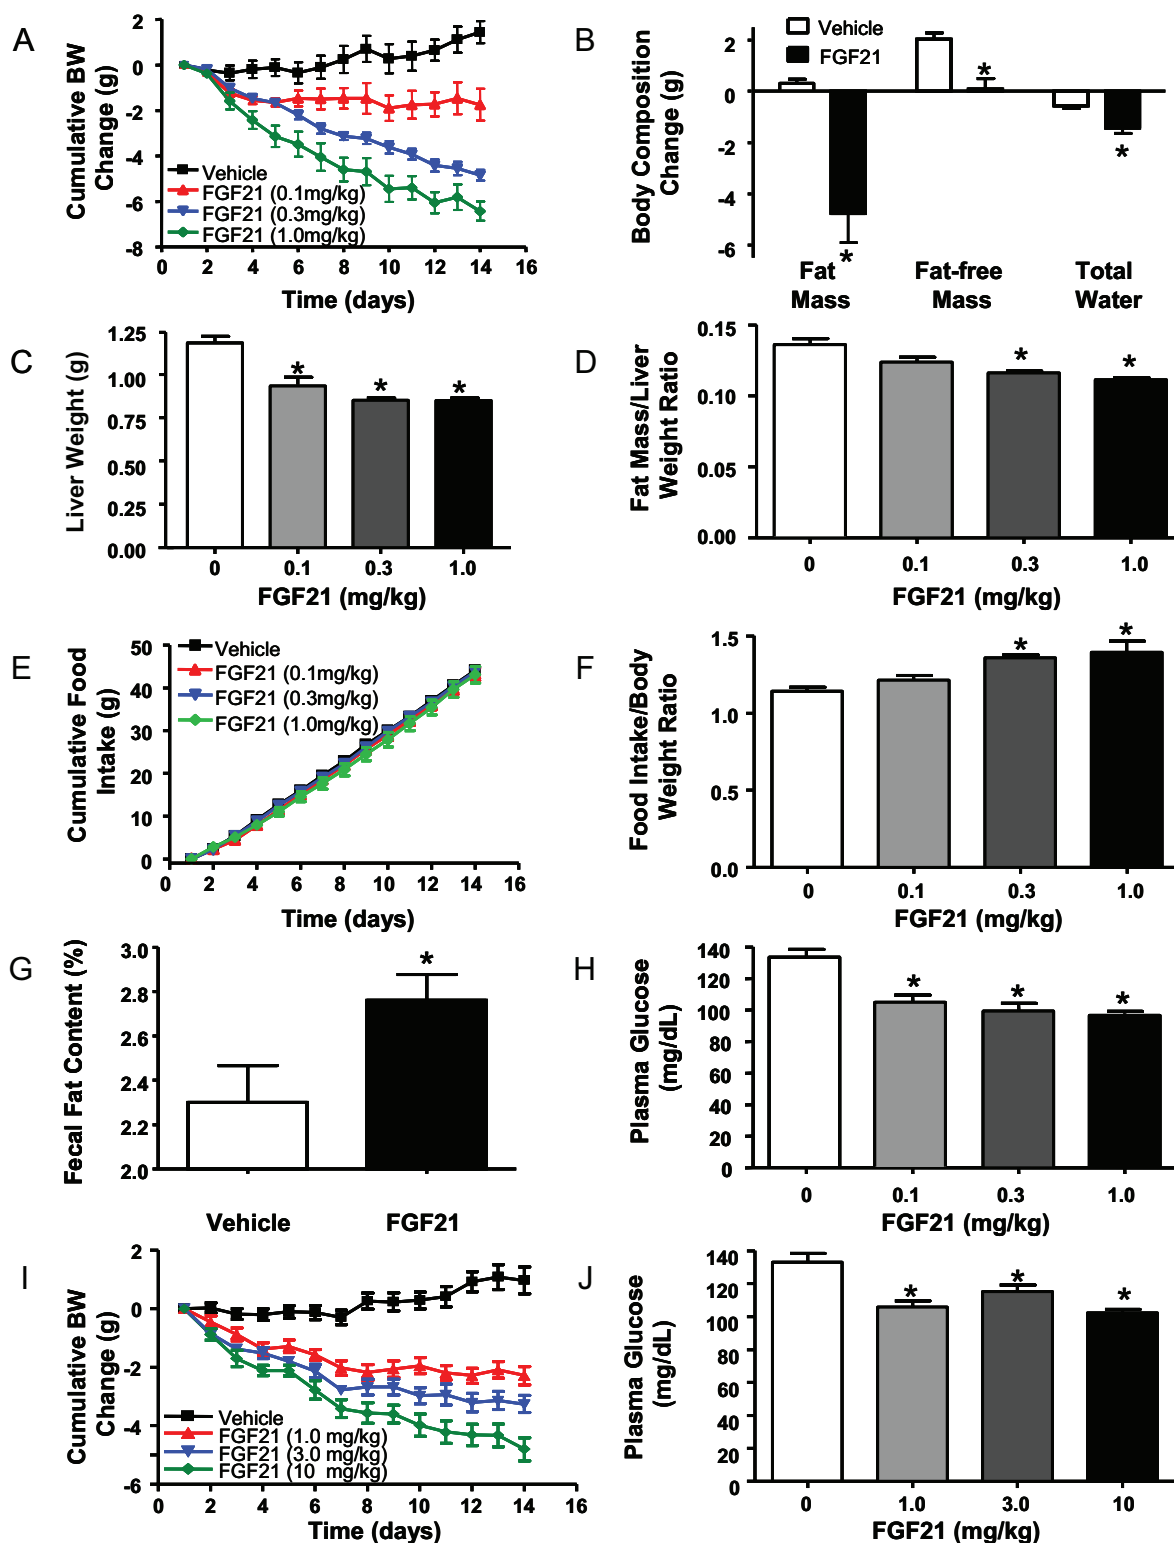 A
Cumulative BW
Change (g)
2
0
-2
-4
-6
-8
Vehicle
FGF21 (0.1mg/kg)
FGF21 (0.3mg/kg)
FGF21 (1.0mg/kg)
0 2 4 6 8 10 12 14 16
Time (days)
B
Body Composition
Change (g)
2
0
-2
-4
-6
Vehicle
FGF21
*
*
*
Fat
Mass
Fat-free
Mass
Total
Water
C
Liver Weight (g)
1.25
1.00
0.75
0.50
0.25
0.00
* * *
0 0.1 0.3 1.0
FGF21 (mg/kg)
D
Fat Mass/Liver
Weight Ratio
0.15
0.10
0.05
0.00
* *
0 0.1 0.3 1.0
FGF21 (mg/kg)
E
Cumulative Food
Intake (g)
50
40
30
20
10
0
Vehicle
FGF21 (0.1mg/kg)
FGF21 (0.3mg/kg)
FGF21 (1.0mg/kg)
0 2 4 6 8 10 12 14 16
Time (days)
F
Food Intake/Body
Weight Ratio
1.5
1.0
0.5
0.0
* *
0 0.1 0.3 1.0
FGF21 (mg/kg)
G
Fecal Fat Content (%)
3.0
2.8
2.6
2.4
2.2
2.0
*
Vehicle FGF21
H
Plasma Glucose
(mg/dL)
140
120
100
80
60
40
20
0
* * *
0 0.1 0.3 1.0
FGF21 (mg/kg)
I
Cumulative BW
Change (g)
2
0
-2
-4
-6
Vehicle
FGF21 (1.0 mg/kg)
FGF21 (3.0 mg/kg)
FGF21 (10 mg/kg)
0 2 4 6 8 10 12 14 16
Time (days)
J
Plasma Glucose
(mg/dL)
140
120
100
80
60
40
20
0
* * *
0 1.0 3.0 10
FGF21 (mg/kg)